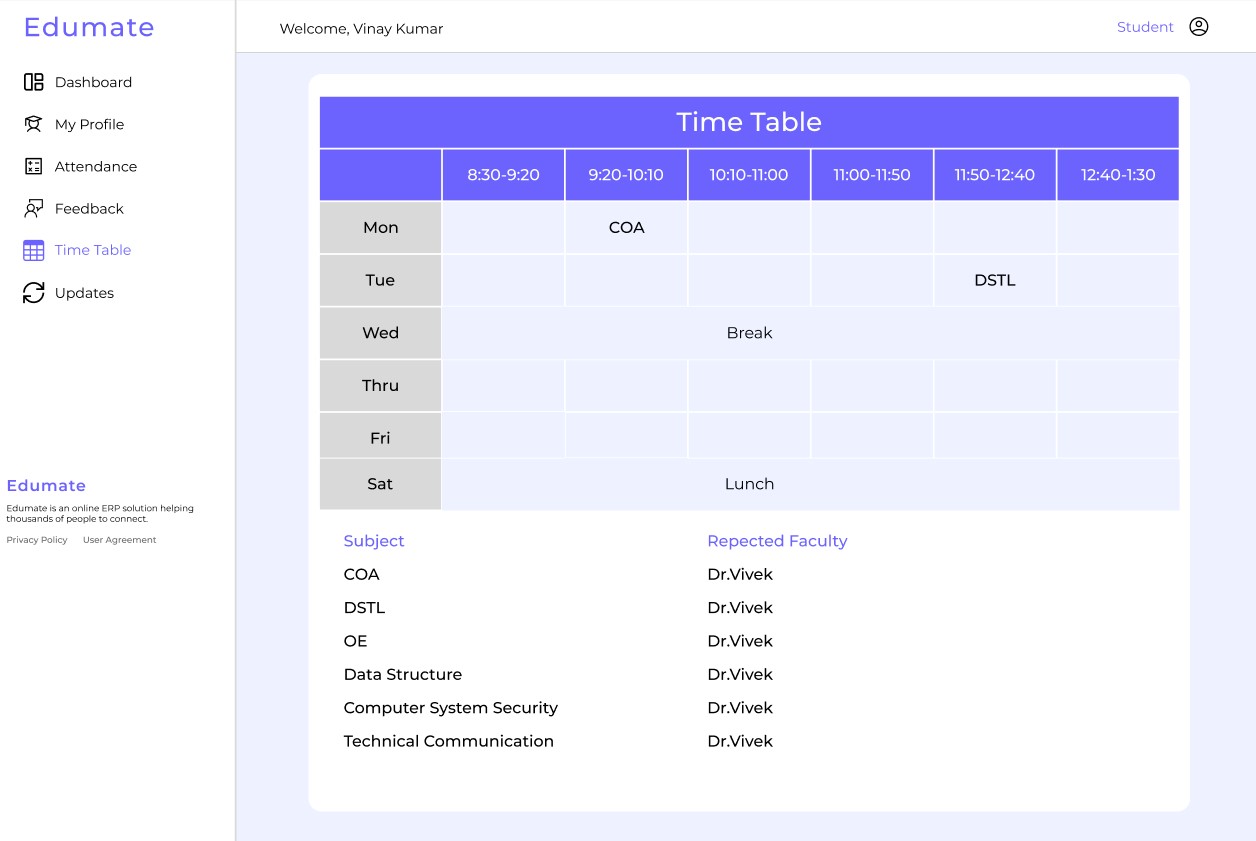 Edumate
Welcome, Vinay Kumar
Student
Dashboard
My Profile
Attendance
Feedback
Time Table
Updates
Edumate
Edumate is an online ERP solution helping
thousands of people to connect.
Privacy Policy User Agreement
Time Table
8:30-9:20 9:20-10:10 10:10-11:00 11:00-11:50 11:50-12:40 12:40-1:30
Mon COA
Tue DSTL
Wed Break
Thru
Fri
Sat Lunch
Subject Repected Faculty
COA Dr.Vivek
DSTL Dr.Vivek
OE Dr.Vivek
Data Structure Dr.Vivek
Computer System Security Dr.Vivek
Technical Communication Dr.Vivek